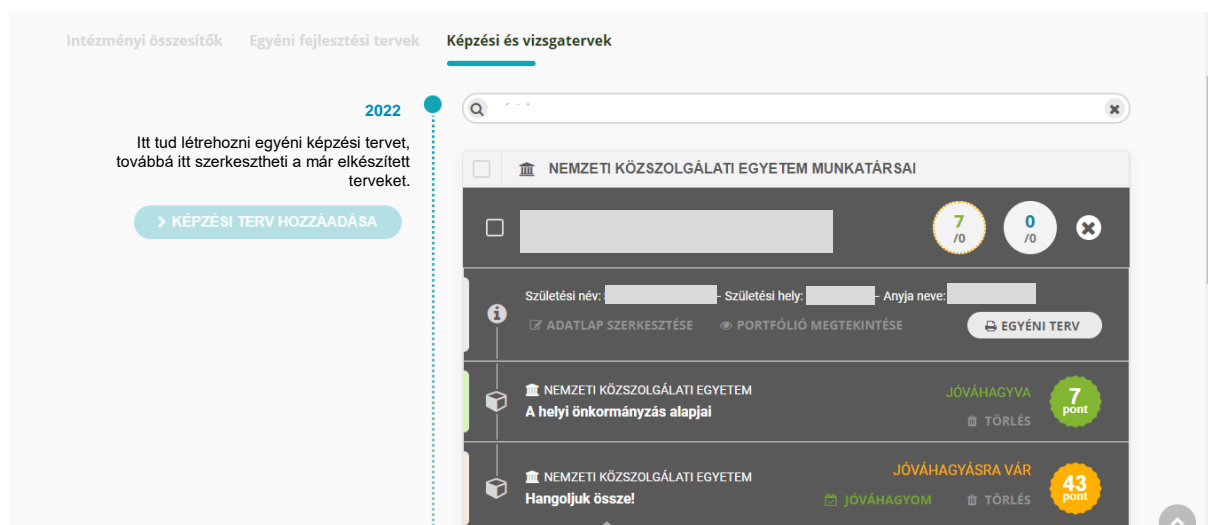 Intézményi összesítők Egyéni fejlesztési tervek Képzési és vizsgatervek
2022
Itt tud létrehozni egyéni képzési tervet,
továbbá itt szerkesztheti a már elkészített
terveket.
KÉPZÉSI TERV HOZZÁADÁSA
NEMZETI KÖZSZOLGÁLATI EGYETEM MUNKATÁRSAI
7
/0
0
/0
Születési név: - Születési hely: - Anyja neve:
ADATLAP SZERKESZTÉSE PORTFÓLIÓ MEGTEKINTÉSE EGYÉNI TERV
NEMZETI KÖZSZOLGÁLATI EGYETEM
A helyi önkormányzás alapjai
JÓVÁHAGYVA
TÖRLÉS
7
pont
NEMZETI KÖZSZOLGÁLATI EGYETEM
Hangoljuk össze!
JÓVÁHAGYÁSRA VÁR
JÓVÁHAGYOM TÖRLÉS
43
pont